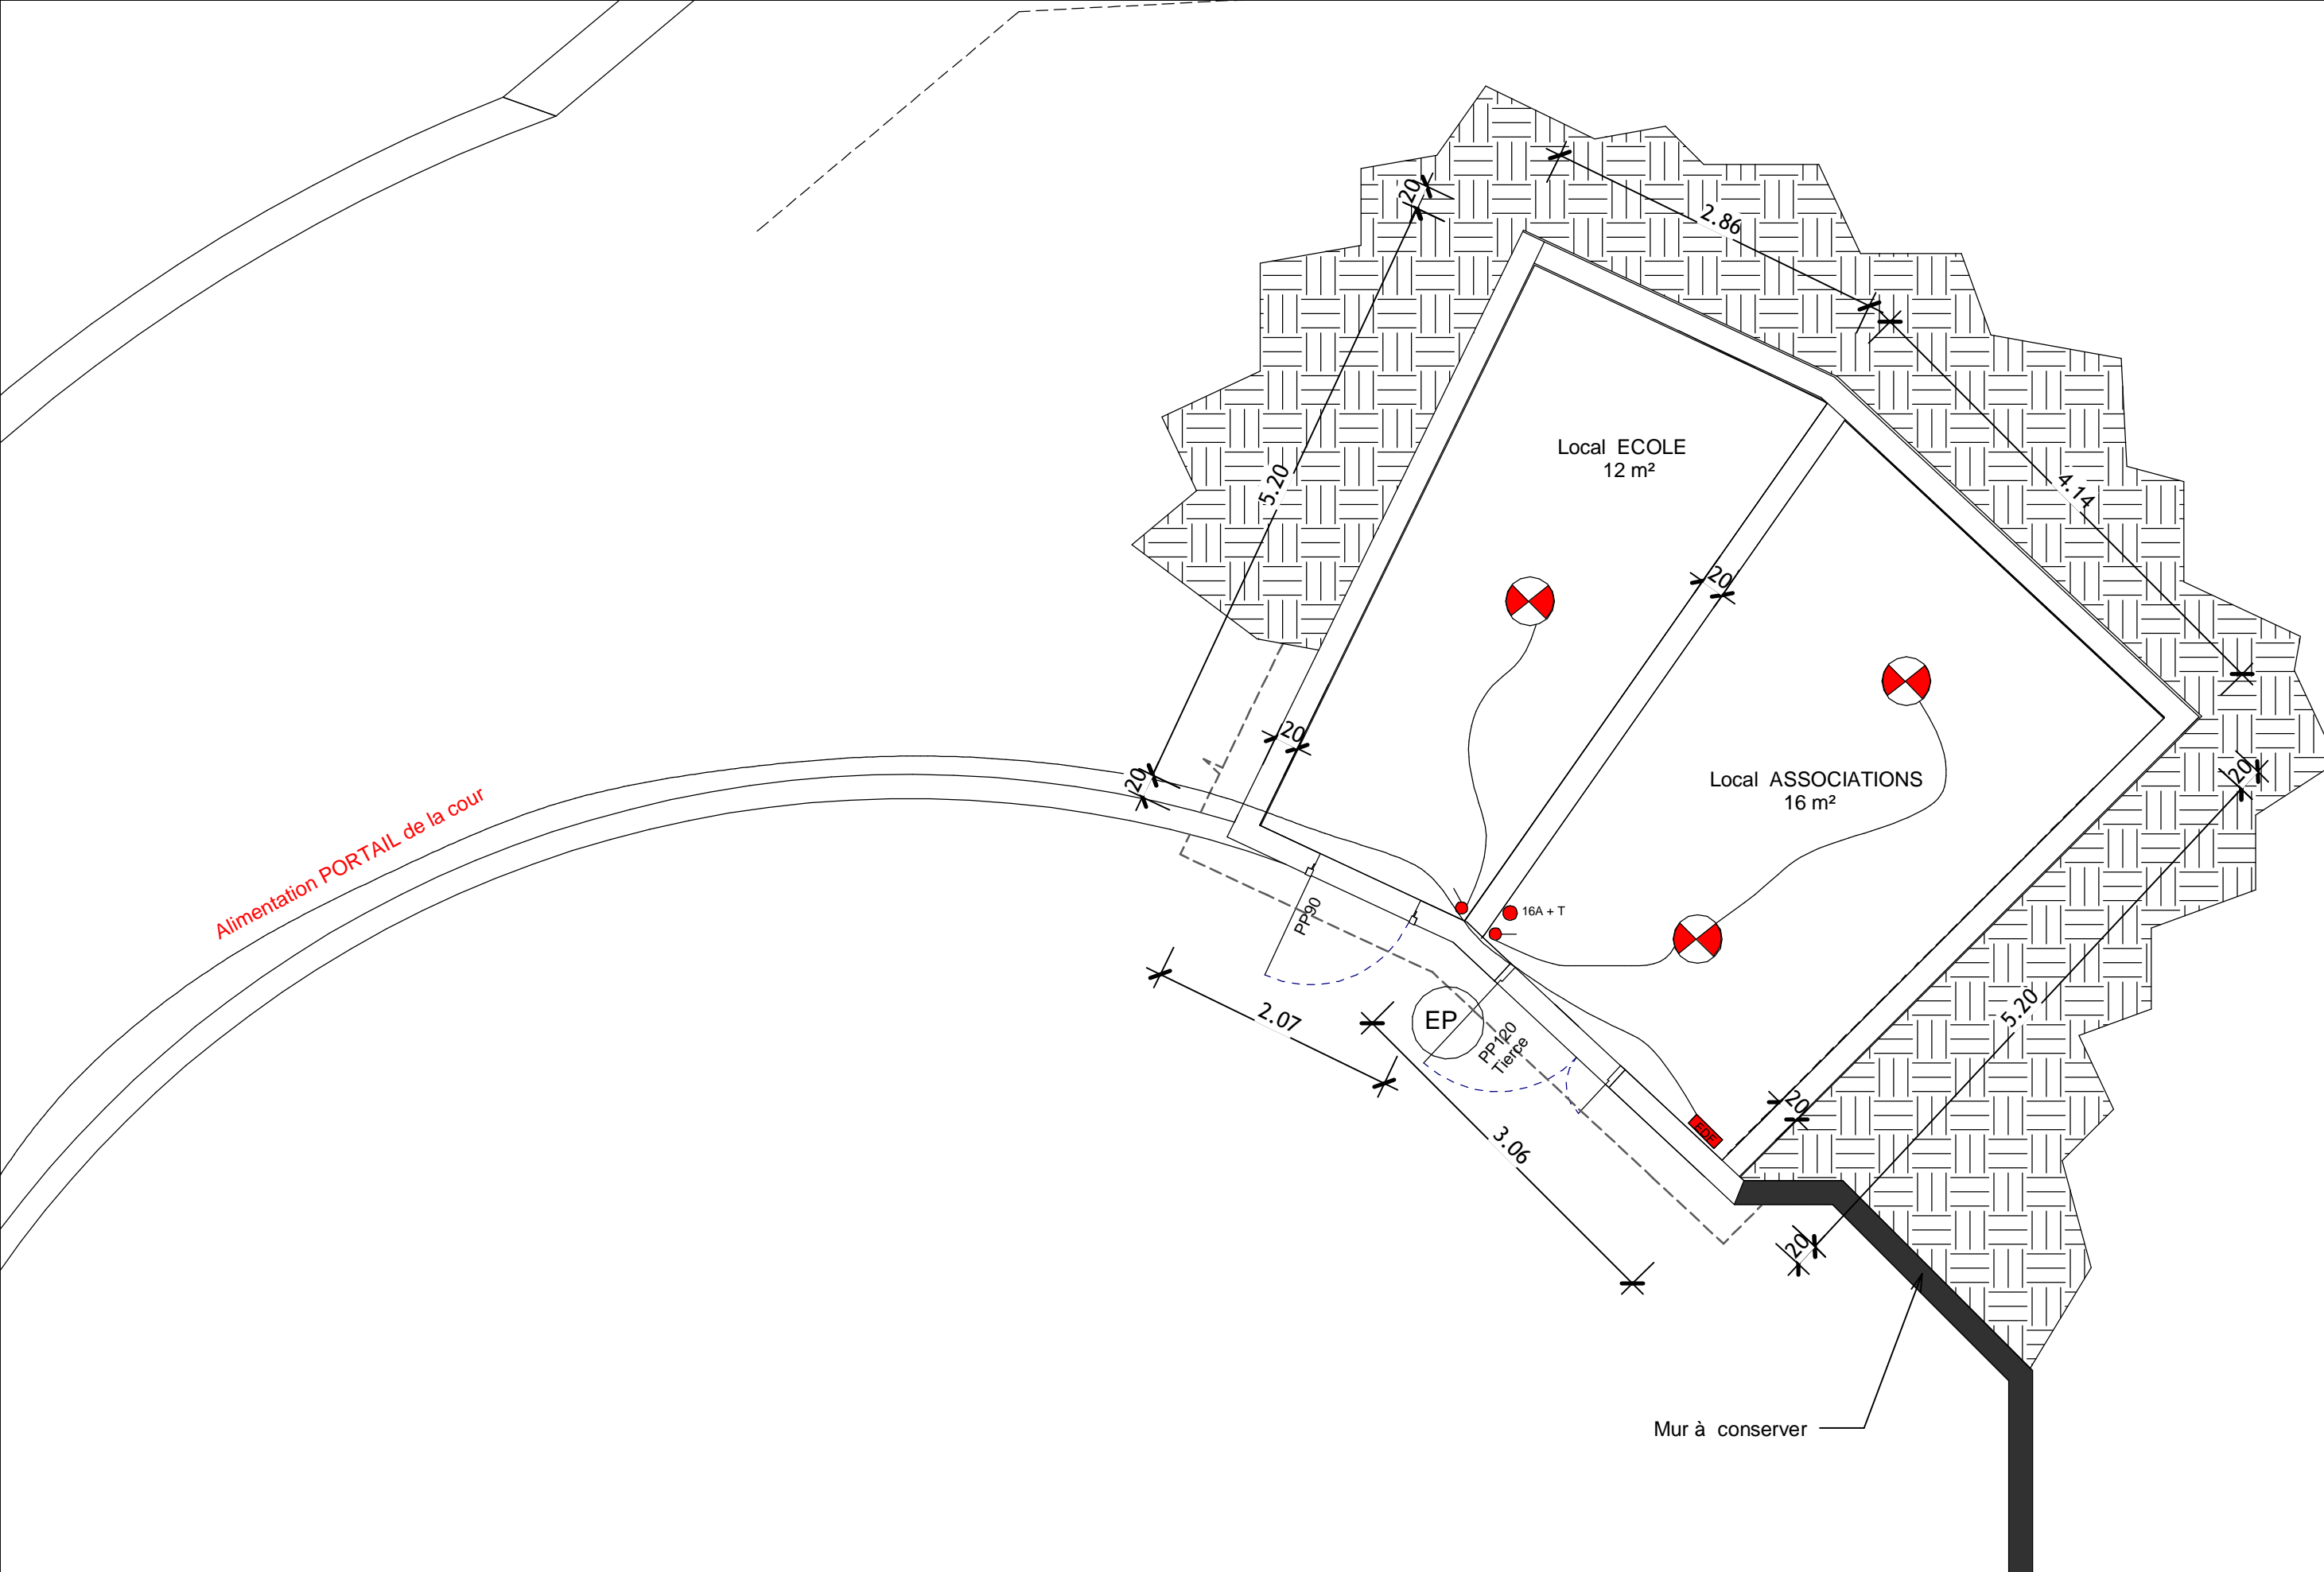 20
2.86
5.20
Local ECOLE
12 m²
4.14
20
20
Local ASSOCIATIONS
16 m²
20
20
Alimentation PORTAIL de la cour
PP90
16A + T
2.07
EP
PP120
Tierce
5.20
3.06
20
EDF
20
Mur à conserver